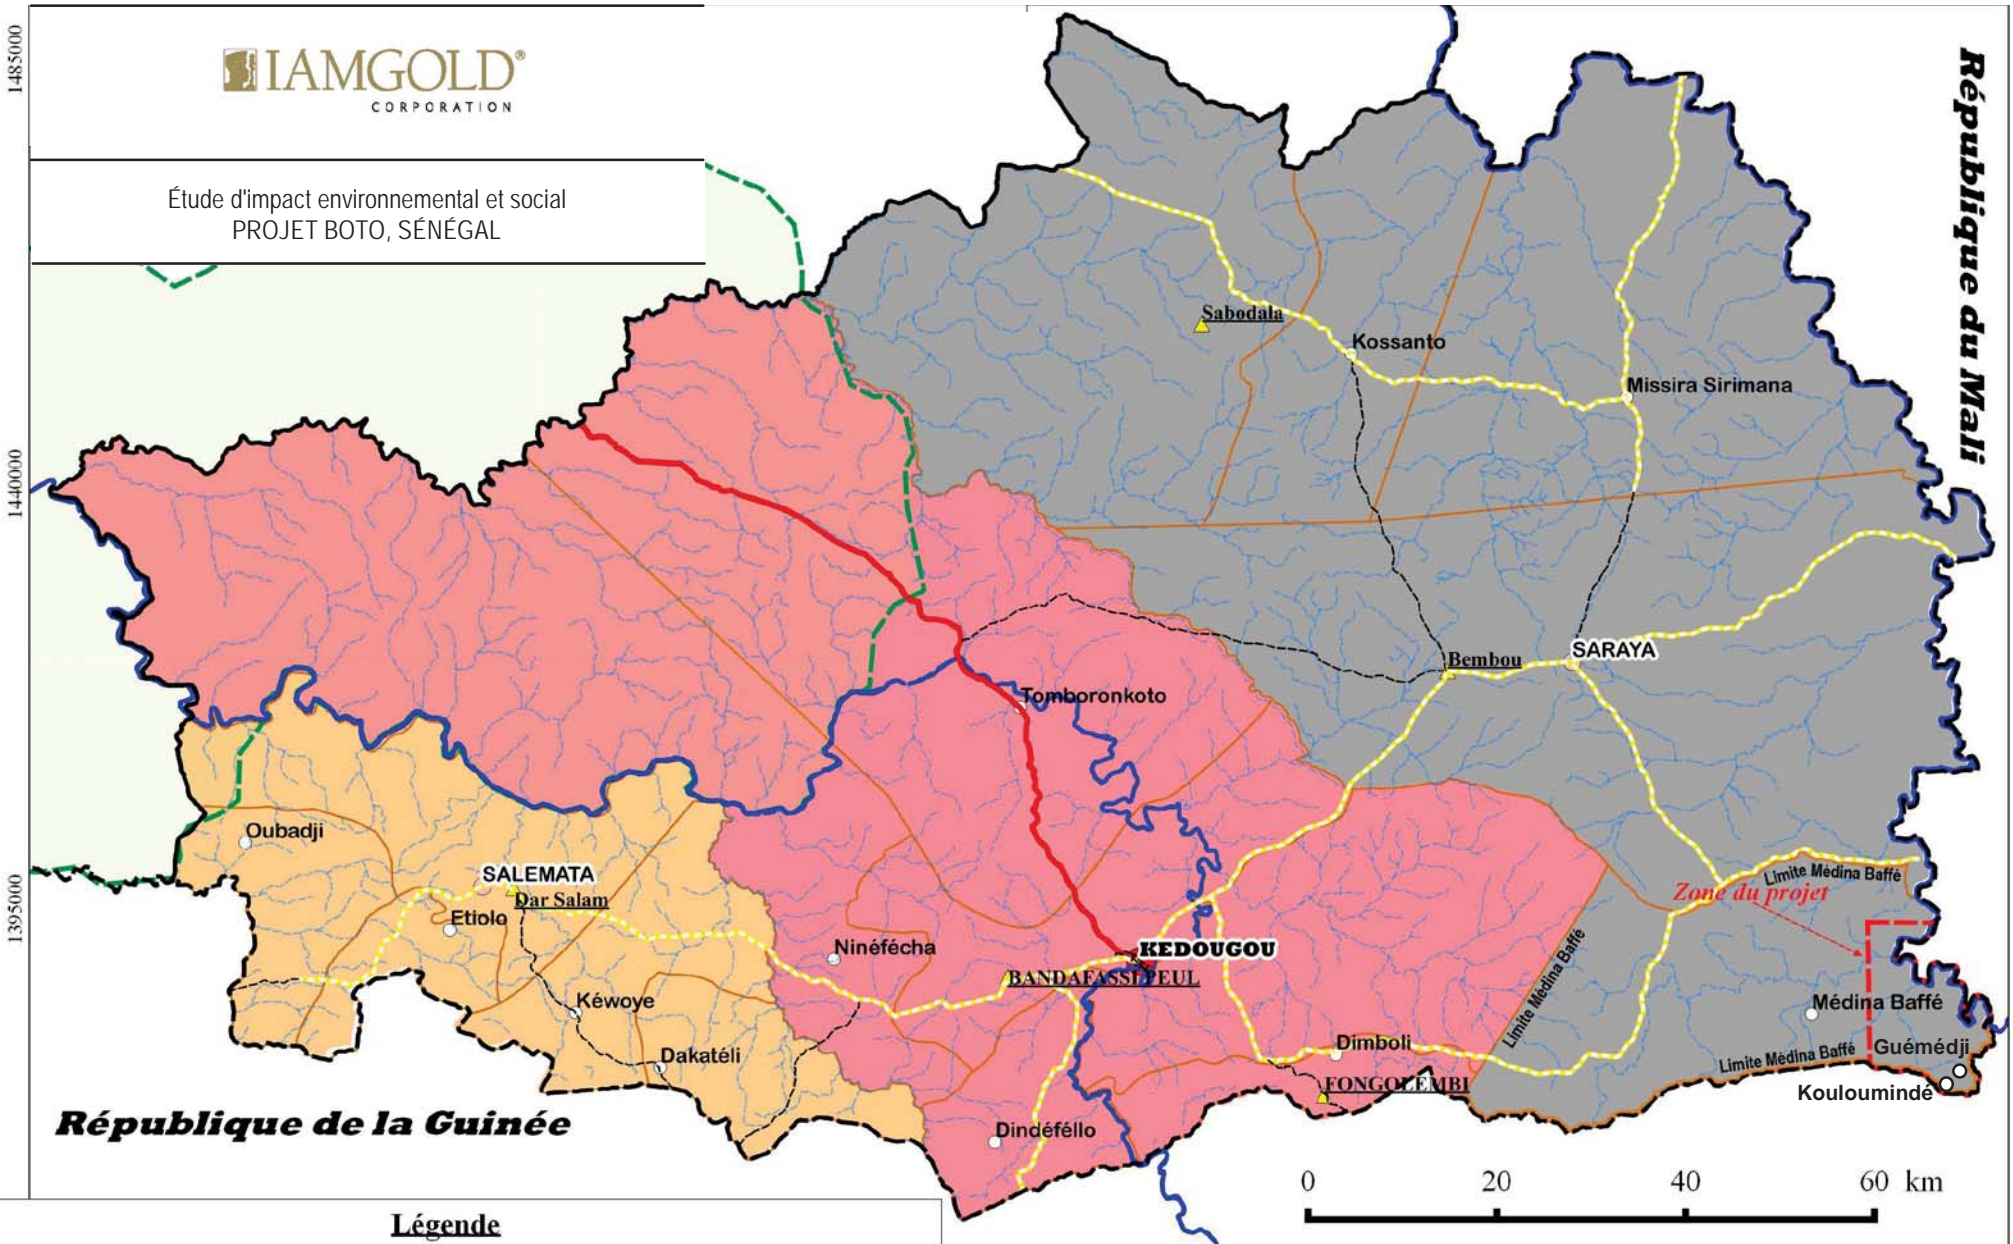 1485000
1440000
1395000
IAMGOLD®
CORPORATION
Étude d'impact environnemental et social
PROJET BOTO, SÉNÉGAL
République du Mali
Sabodala
Kossanto
Missira Sirimana
SARAYA
Bembou
Tomboronkoto
Oubadji
SALEMATA
Dar Salam
Etiolo
Ninéfécha
KEDOUGOU
BANDAFASSI PEUL
Limite Médina Baffé
Zone du projet
Limite Médina Baffé
Médina Baffé
Kéwoye
Dakatéli
Dimboli
FONGOLEMBI
Limite Médina Baffé
Guémédji
Kouloumindé
République de la Guinée
Dindéféllo
0 20 40 60 km
Légende